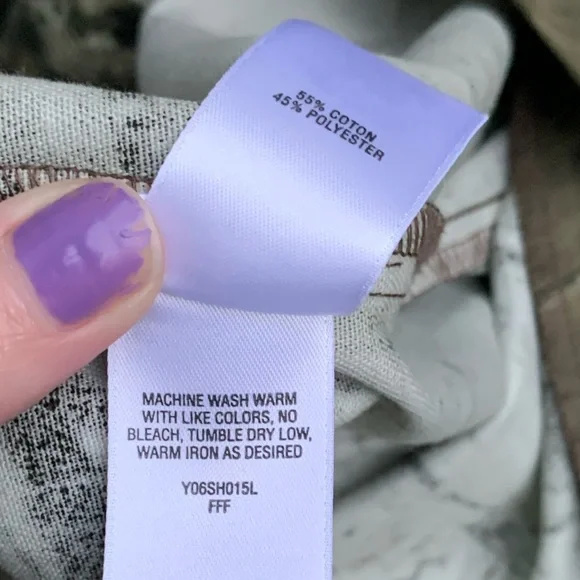 55% COTON
45% POLYESTER
MACHINE WASH WARM
WITH LIKE COLORS, NO
BLEACH, TUMBLE DRY LOW,
WARM IRON AS DESIRED
Y06SH015L
FFF